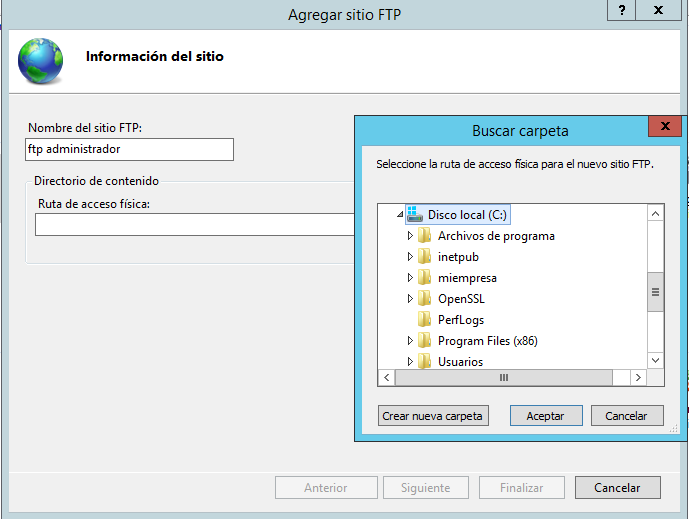 Agregar sitio FTP
?
x
Información del sitio
Nombre del sitio FTP:
ftp administrador
Directorio de contenido
Ruta de acceso física:
Buscar carpeta
x
Seleccione la ruta de acceso física para el nuevo sitio FTP.
Disco local (C:)
Archivos de programa
inetpub
miempresa
OpenSSL
PerfLogs
Program Files (x86)
Usuarios
Crear nueva carpeta
Aceptar
Cancelar
Anterior
Siguiente
Finalizar
Cancelar